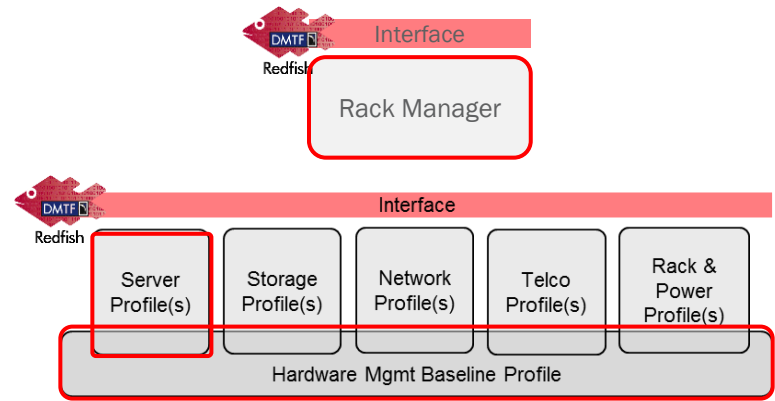 DMTF
Interface
Redfish
Rack Manager
DMTF
Interface
Redfish
Server
Profile(s)
Storage
Profile(s)
Network
Profile(s)
Telco
Profile(s)
Rack &
Power
Profile(s)
Hardware Mgmt Baseline Profile